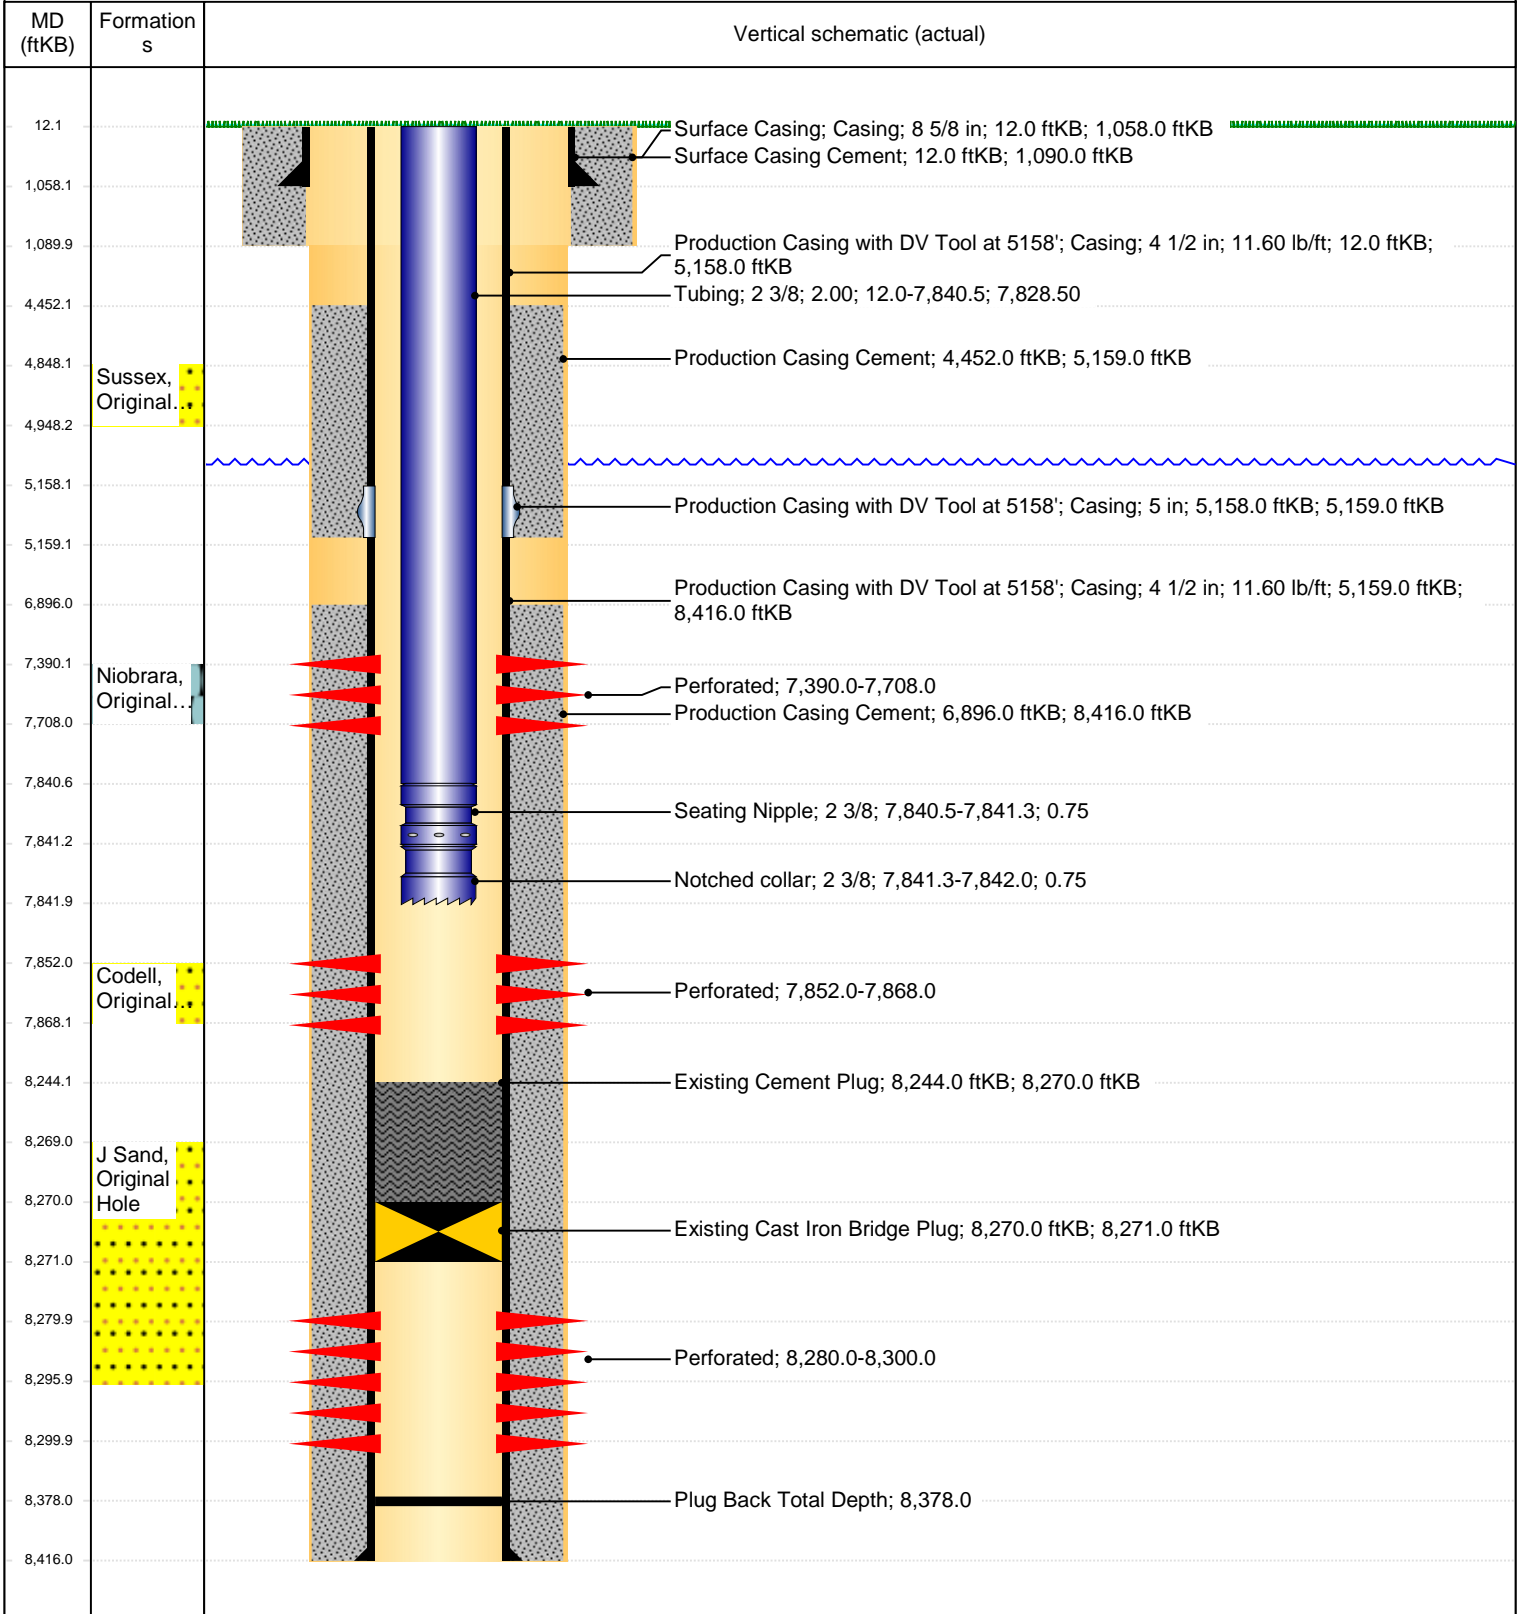 MD
(ftKB)
Formation
s
Vertical schematic (actual)
12.1
Surface Casing; Casing; 8 5/8 in; 12.0 ftKB; 1,058.0 ftKB
Surface Casing Cement; 12.0 ftKB; 1,090.0 ftKB
1,058.1
1,089.9
Production Casing with DV Tool at 5158'; Casing; 4 1/2 in; 11.60 lb/ft; 12.0 ftKB;
5,158.0 ftKB
Tubing; 2 3/8; 2.00; 12.0-7,840.5; 7,828.50
4,452.1
Production Casing Cement; 4,452.0 ftKB; 5,159.0 ftKB
4,848.1
Sussex,
Original...
4,948.2
5,158.1
Production Casing with DV Tool at 5158'; Casing; 5 in; 5,158.0 ftKB; 5,159.0 ftKB
5,159.1
Production Casing with DV Tool at 5158'; Casing; 4 1/2 in; 11.60 lb/ft; 5,159.0 ftKB;
8,416.0 ftKB
6,896.0
7,390.1
Niobrara,
Original...
Perforated; 7,390.0-7,708.0
Production Casing Cement; 6,896.0 ftKB; 8,416.0 ftKB
7,708.0
7,840.6
Seating Nipple; 2 3/8; 7,840.5-7,841.3; 0.75
7,841.2
Notched collar; 2 3/8; 7,841.3-7,842.0; 0.75
7,841.9
7,852.0
Codell,
Original...
Perforated; 7,852.0-7,868.0
7,868.1
8,244.1
Existing Cement Plug; 8,244.0 ftKB; 8,270.0 ftKB
8,269.0
J Sand,
Original
Hole
8,270.0
Existing Cast Iron Bridge Plug; 8,270.0 ftKB; 8,271.0 ftKB
8,271.0
8,279.9
Perforated; 8,280.0-8,300.0
8,295.9
8,299.9
8,378.0
Plug Back Total Depth; 8,378.0
8,416.0